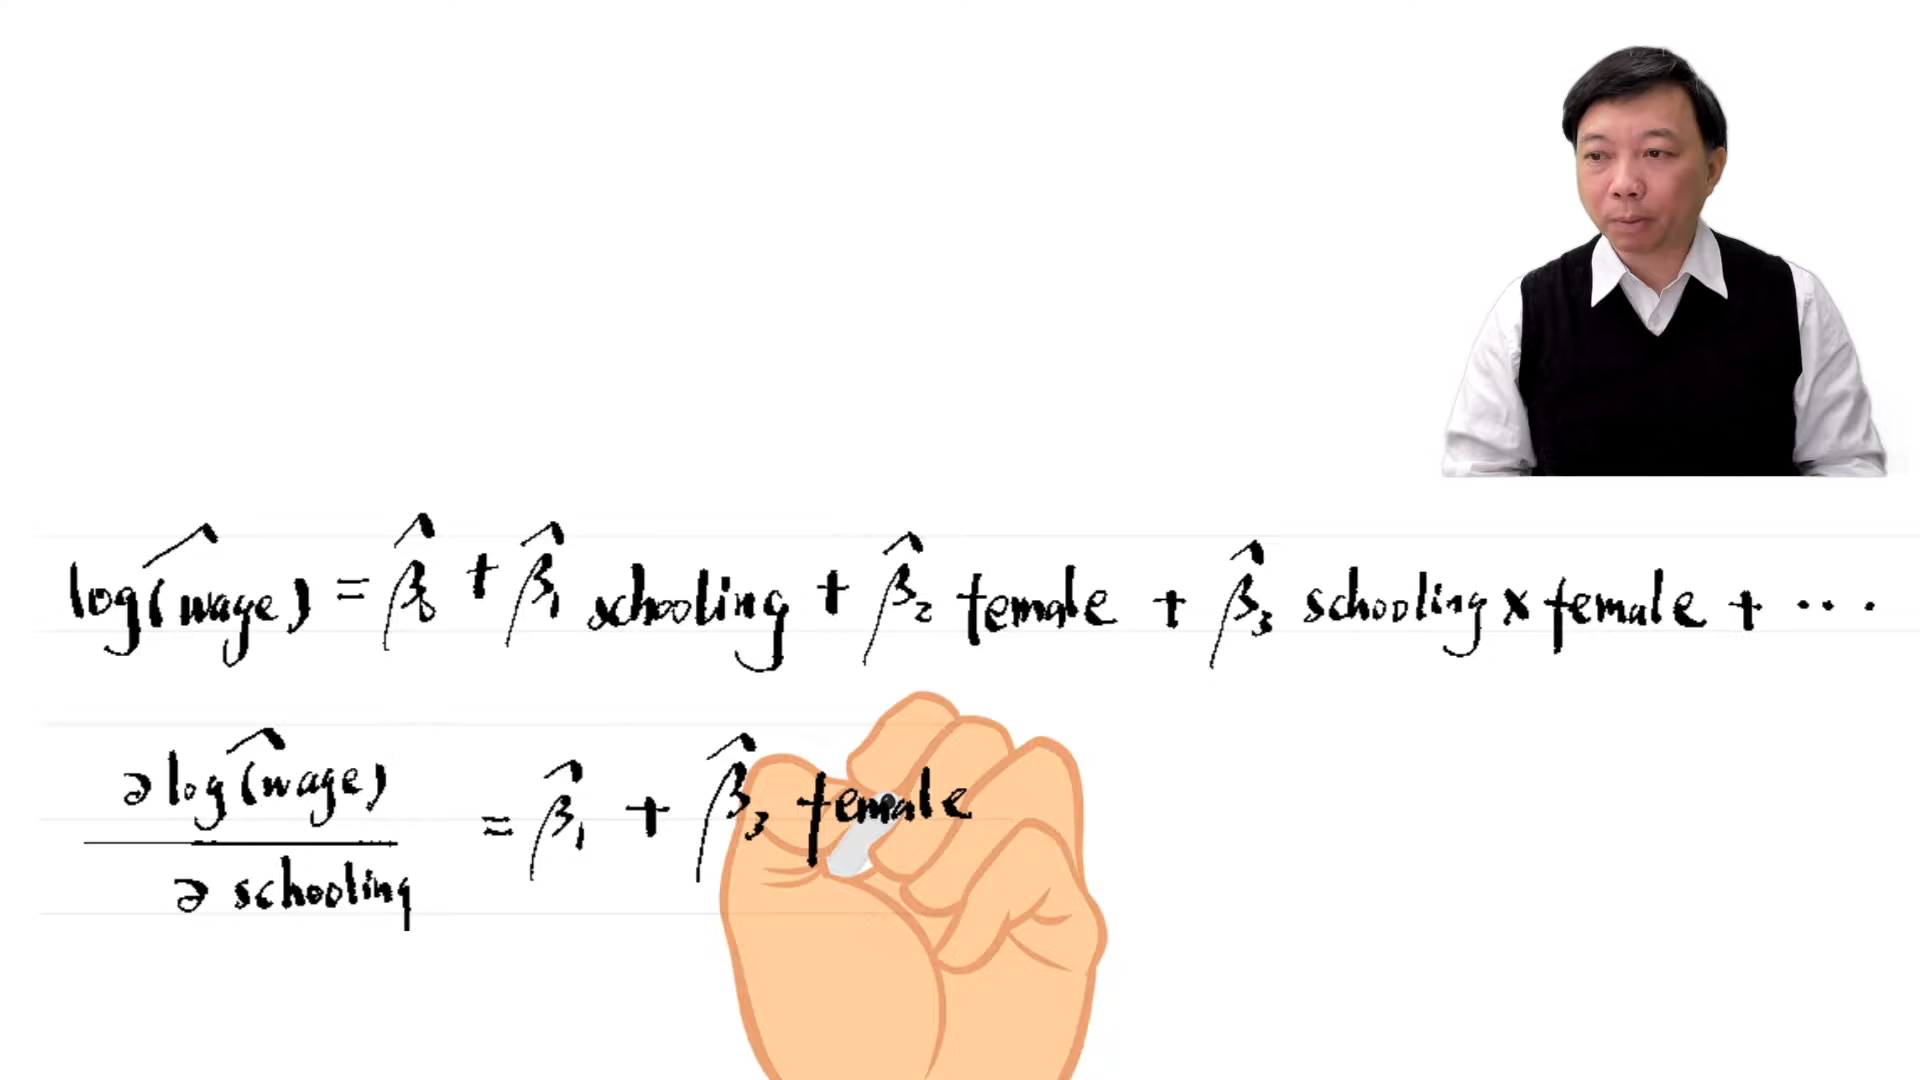 log(wage)^ = β̂₀ + β̂₁ schooling + β̂₂ female + β̂₃ schooling × female + ⋯
∂ log(wage)^ / ∂ schooling = β̂₁ + β̂₃ female